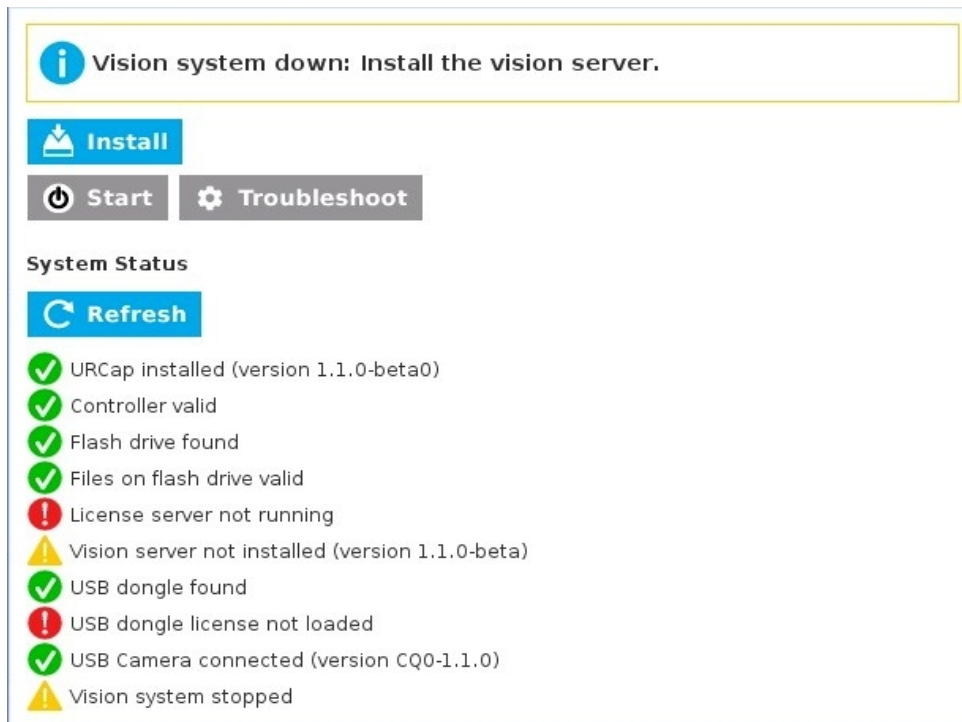 Vision system down: Install the vision server.
Install
Start Troubleshoot
System Status
Refresh
URCap installed (version 1.1.0-beta0)
Controller valid
Flash drive found
Files on flash drive valid
License server not running
Vision server not installed (version 1.1.0-beta)
USB dongle found
USB dongle license not loaded
USB Camera connected (version CQ0-1.1.0)
Vision system stopped